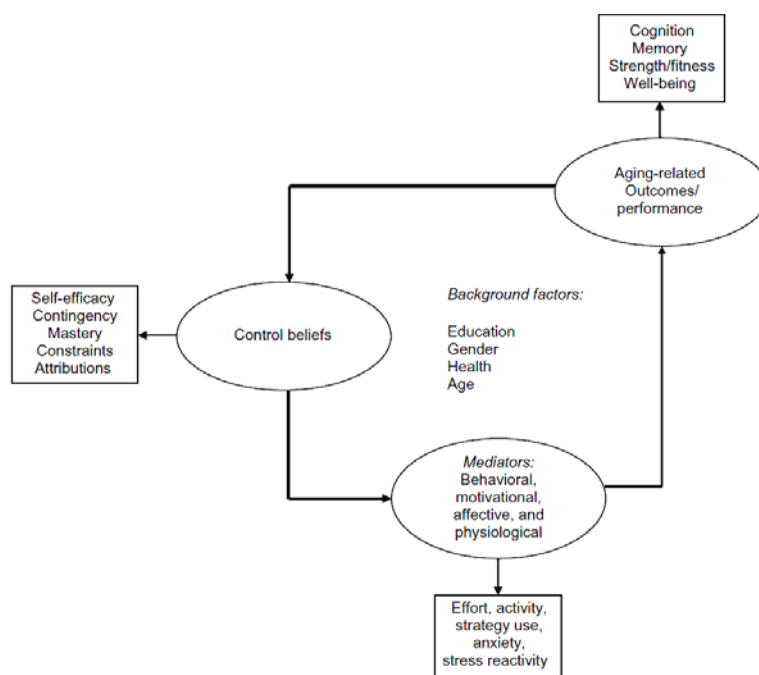 Cognition
Memory
Strength/fitness
Well-being
Aging-related
Outcomes/
performance
Self-efficacy
Contingency
Mastery
Constraints
Attributions
Control beliefs
Background factors:
Education
Gender
Health
Age
Mediators:
Behavioral,
motivational,
affective, and
physiological
Effort, activity,
strategy use,
anxiety,
stress reactivity